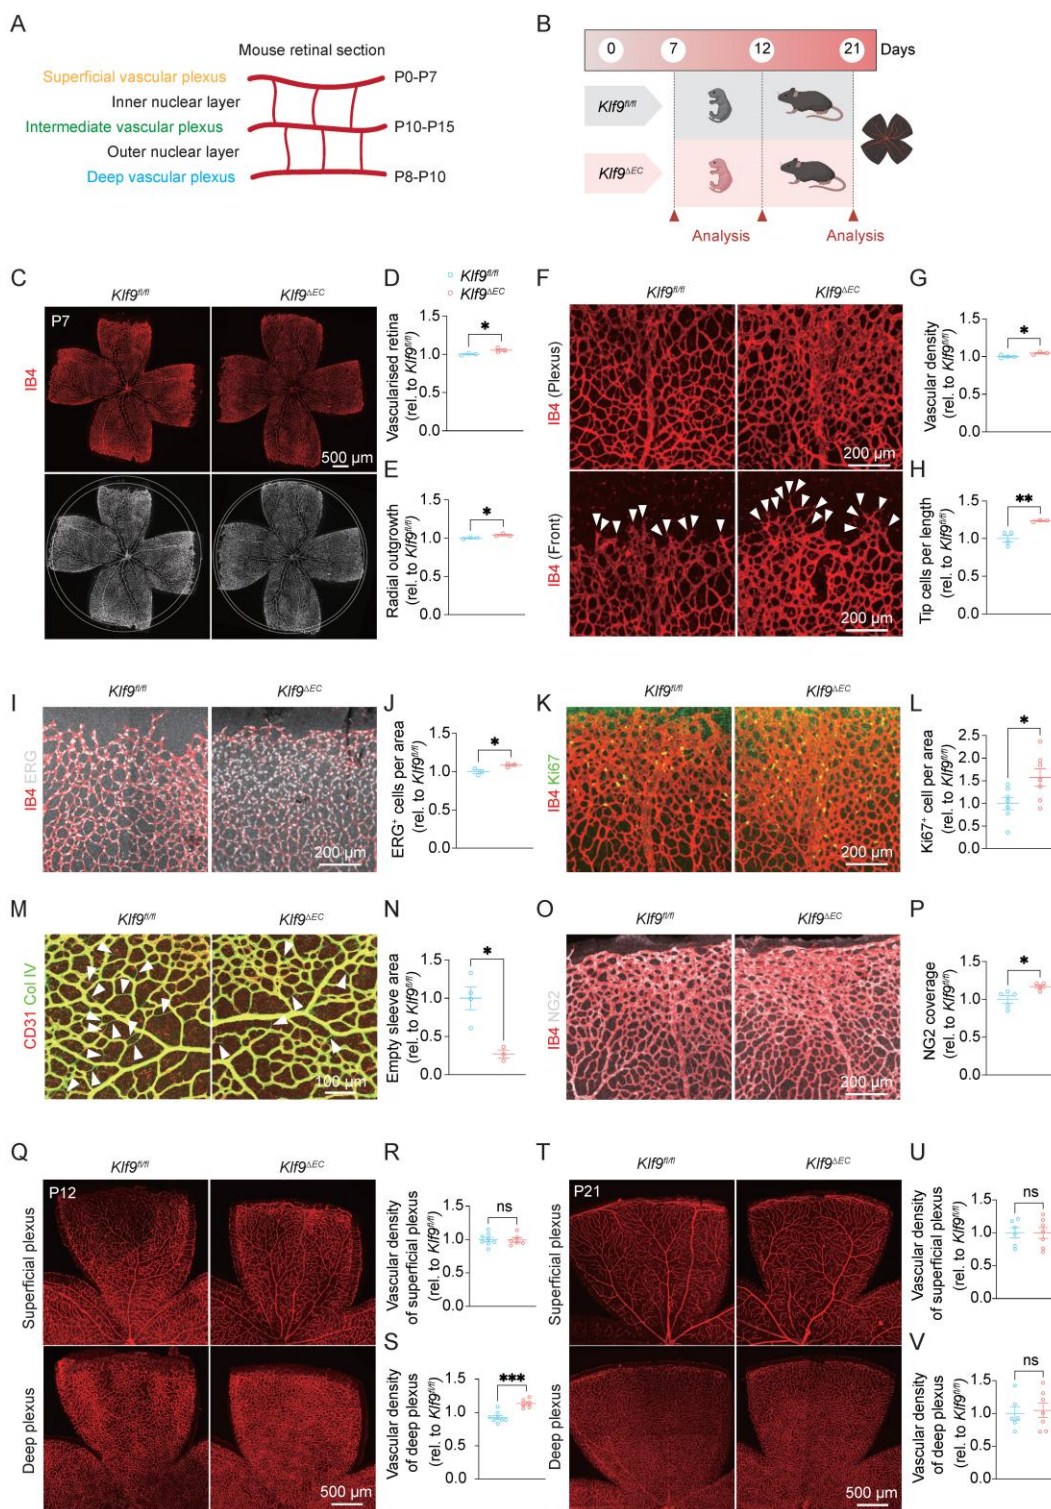 A
Mouse retinal section
Superficial vascular plexus
P0-P7
Inner nuclear layer
Intermediate vascular plexus
P10-P15
Outer nuclear layer
Deep vascular plexus
P8-P10
B
0 7 12 21 Days
Klf9fl/fl
Klf9ΔEC
Analysis Analysis
C
Klf9fl/fl Klf9ΔEC
P7
IB4
500 µm
D
Klf9fl/fl
Klf9ΔEC
Vascularised retina
(rel. to Klf9fl/fl)
1.5
1.0
0.5
0.0
*
E
Radial outgrowth
(rel. to Klf9fl/fl)
1.5
1.0
0.5
0.0
*
F
Klf9fl/fl Klf9ΔEC
IB4 (Plexus)
200 µm
IB4 (Front)
200 µm
G
Vascular density
(rel. to Klf9fl/fl)
1.5
1.0
0.5
0.0
*
H
Tip cells per length
(rel. to Klf9fl/fl)
1.5
1.0
0.5
0.0
**
I
Klf9fl/fl Klf9ΔEC
IB4 ERG
200 µm
J
ERG+ cells per area
(rel. to Klf9fl/fl)
1.5
1.0
0.5
0.0
*
K
Klf9fl/fl Klf9ΔEC
IB4 Ki67
200 µm
L
Ki67+ cell per area
(rel. to Klf9fl/fl)
2.5
2.0
1.5
1.0
0.5
0.0
*
M
Klf9fl/fl Klf9ΔEC
CD31 Col IV
100 µm
N
Empty sleeve area
(rel. to Klf9fl/fl)
1.5
1.0
0.5
0.0
*
O
Klf9fl/fl Klf9ΔEC
IB4 NG2
200 µm
P
NG2 coverage
(rel. to Klf9fl/fl)
1.5
1.0
0.5
0.0
*
Q
Klf9fl/fl Klf9ΔEC
P12
Superficial plexus
Deep plexus
500 µm
R
Vascular density
of superficial plexus
(rel. to Klf9fl/fl)
1.5
1.0
0.5
0.0
ns
S
Vascular density
of deep plexus
(rel. to Klf9fl/fl)
1.5
1.0
0.5
0.0
***
T
Klf9fl/fl Klf9ΔEC
P21
Superficial plexus
Deep plexus
500 µm
U
Vascular density
of superficial plexus
(rel. to Klf9fl/fl)
1.5
1.0
0.5
0.0
ns
V
Vascular density
of deep plexus
(rel. to Klf9fl/fl)
1.5
1.0
0.5
0.0
ns